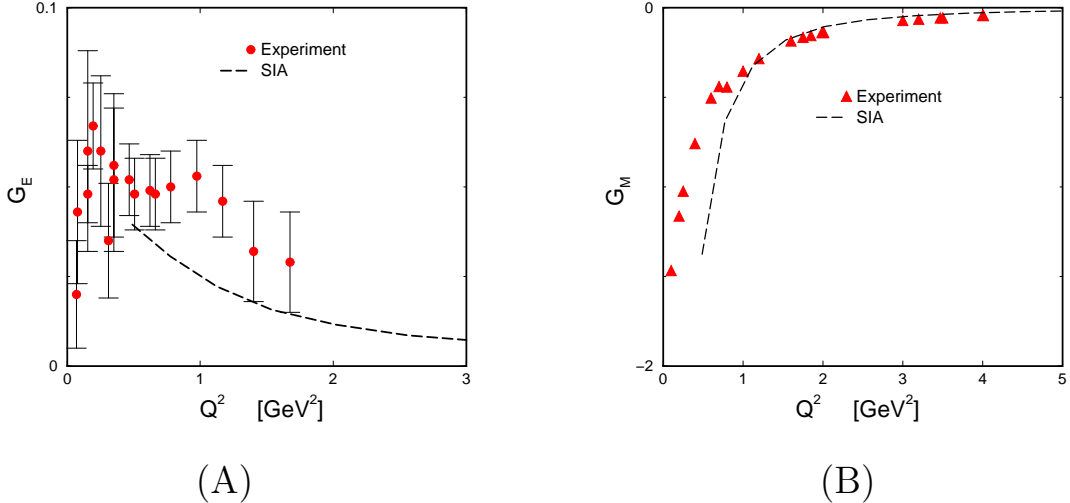 0.1
G_E
0
0
1
2
3
Q^2 [GeV^2]
Experiment
SIA
(A)
0
G_M
−2
0
1
2
3
4
5
Q^2 [GeV^2]
Experiment
SIA
(B)